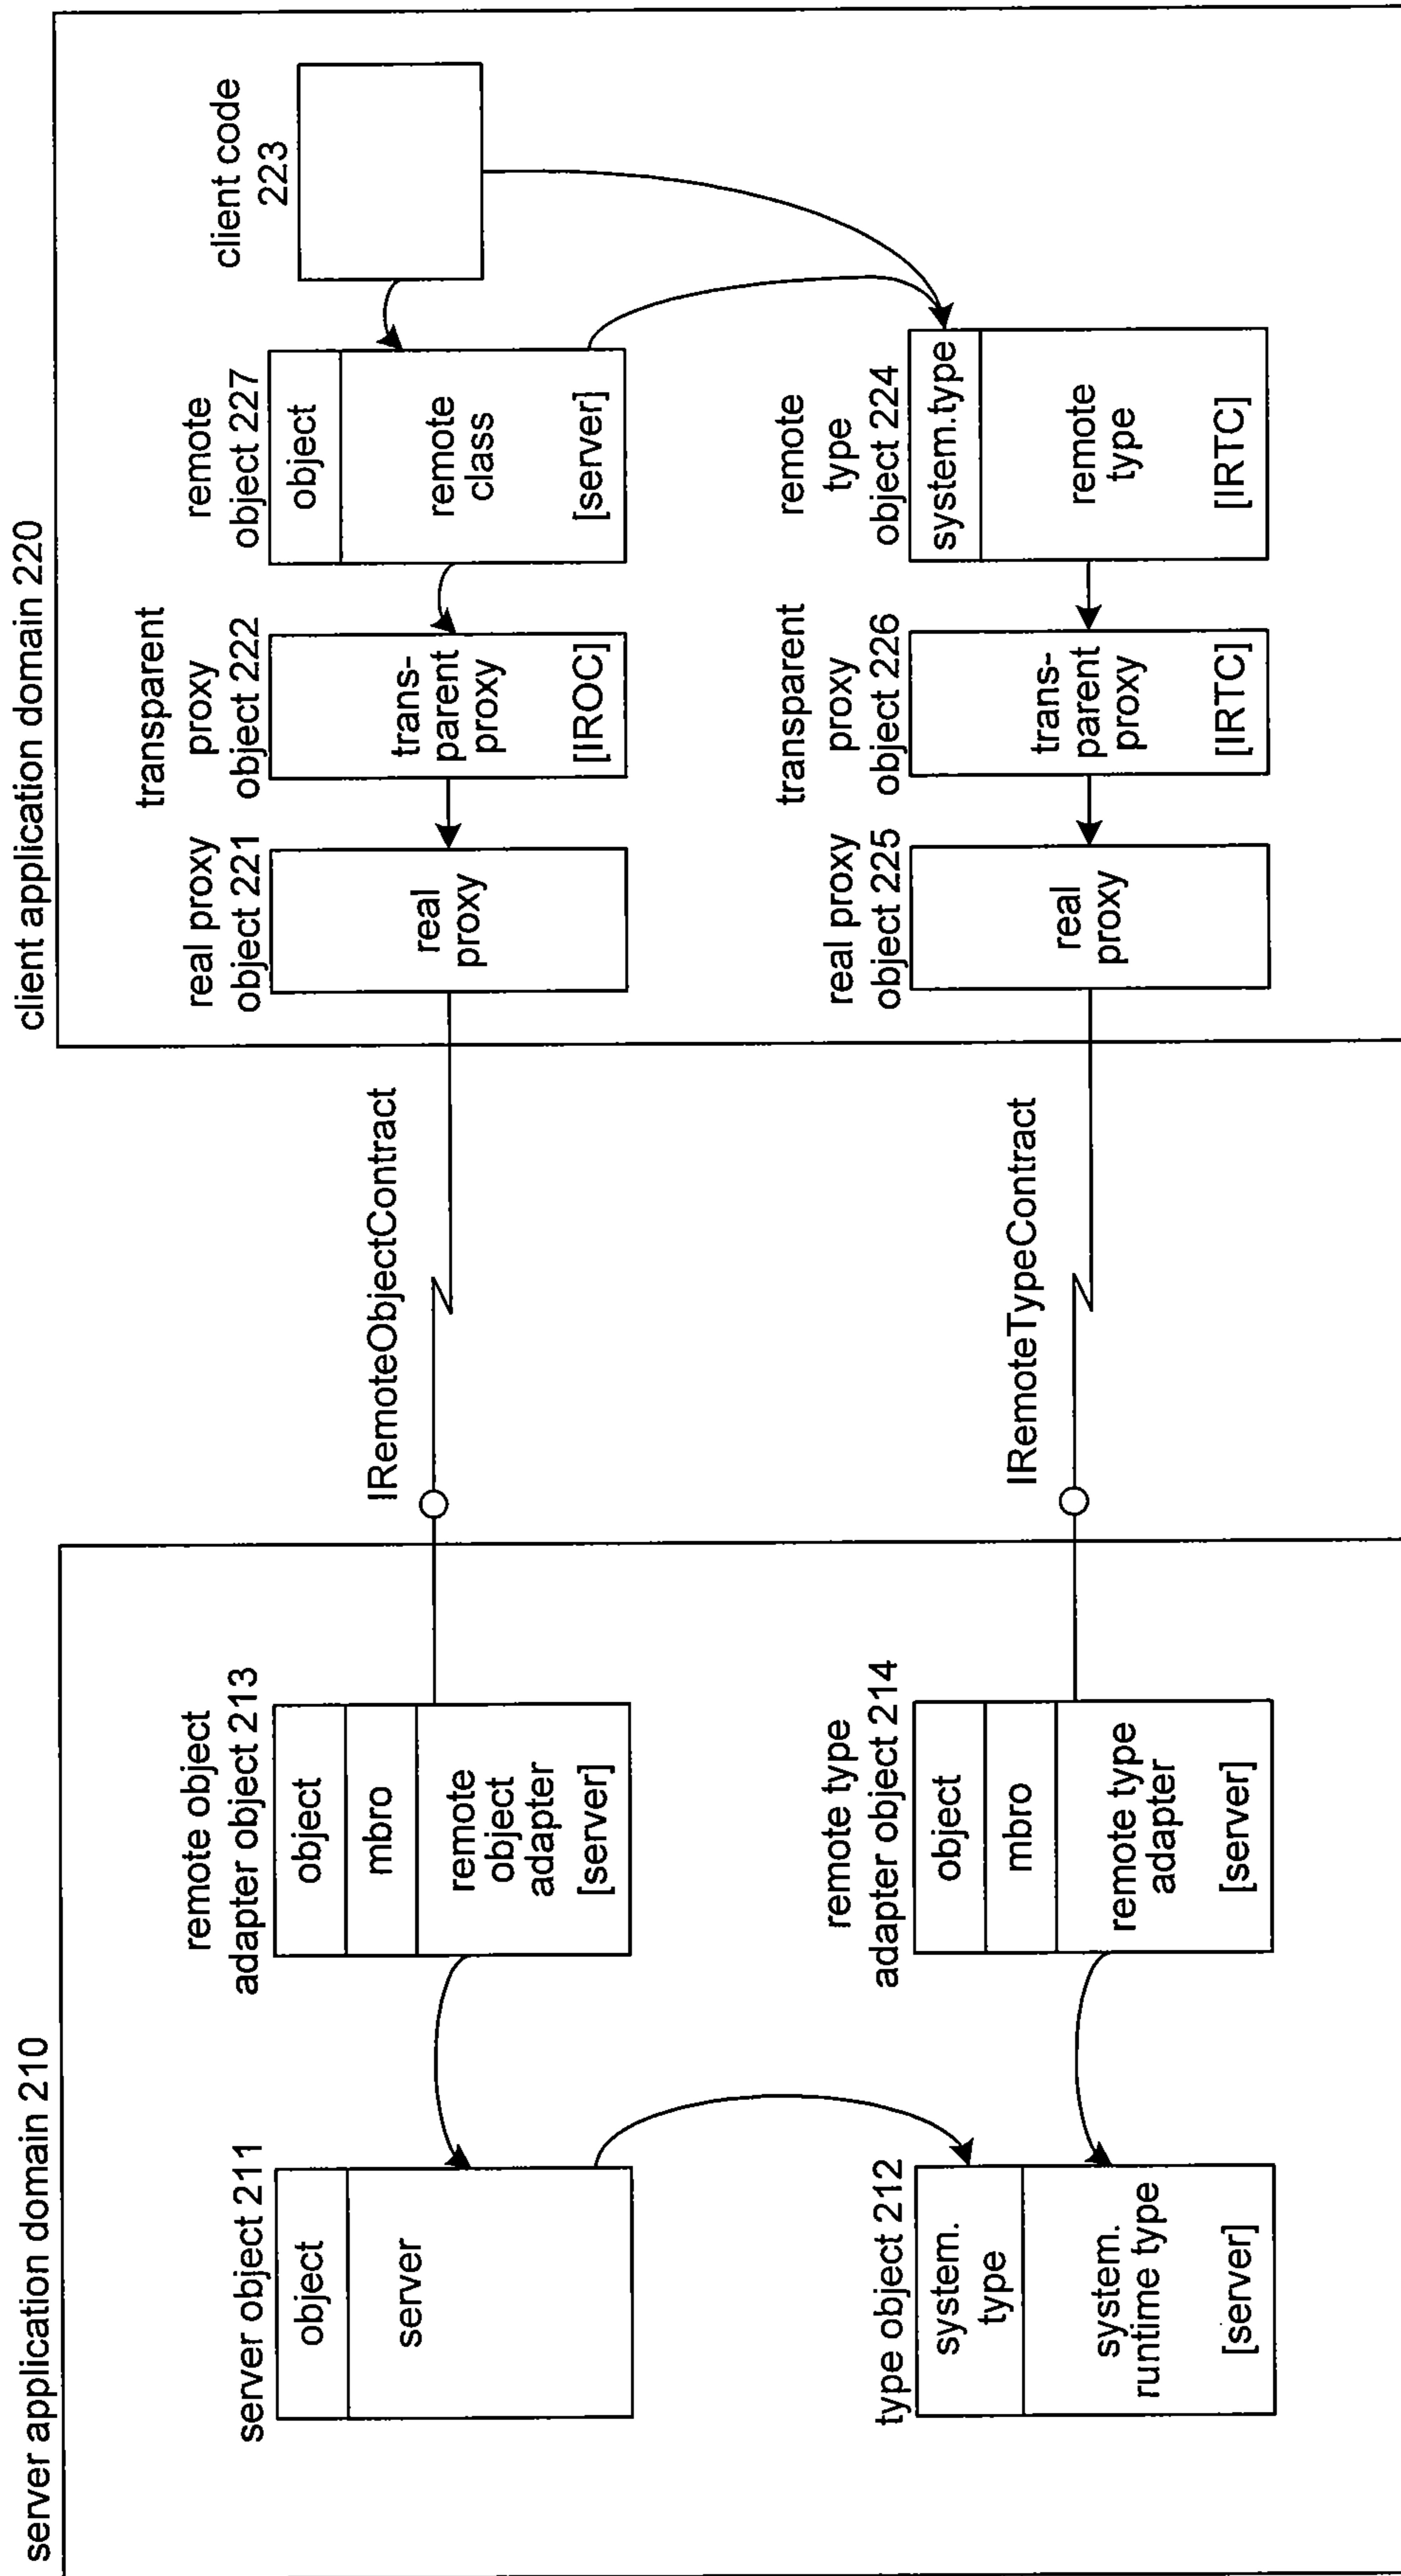 server application domain 210
client application domain 220
server object 211
object
server
remote object
adapter object 213
object
mbro
remote
object
adapter
[server]
IRemoteObjectContract
real proxy
object 221
real
proxy
transparent
proxy
object 222
trans-
parent
proxy
[IROC]
remote
object 227
object
remote
class
[server]
client code
223
type object 212
system.
type
system.
runtime type
[server]
remote type
adapter object 214
object
mbro
remote type
adapter
[server]
IRemoteTypeContract
real proxy
object 225
real
proxy
transparent
proxy
object 226
trans-
parent
proxy
[IRTC]
remote
type
object 224
system.type
remote
type
[IRTC]